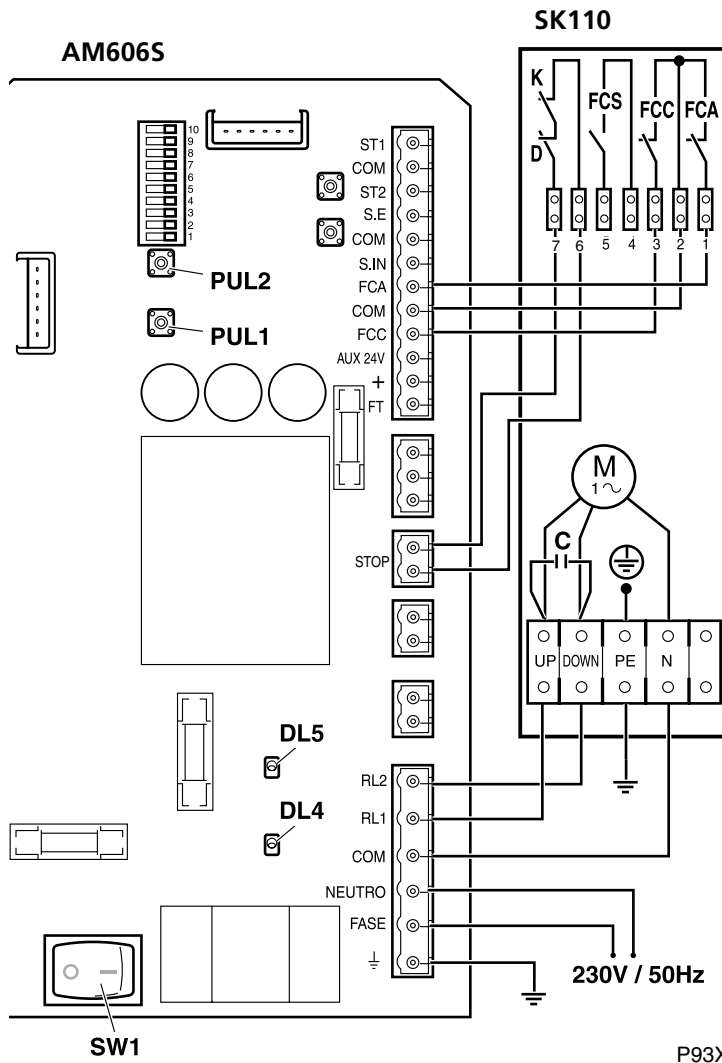 SK110
AM606S
K
D
FCS
FCC
FCA
7
6
5
4
3
2
1
10
9
8
7
6
5
4
3
2
1
ST1
COM
ST2
S.E
COM
S.IN
FCA
COM
FCC
AUX 24V
+
FT
PUL2
PUL1
STOP
M
1
C
UP
DOWN
PE
N
DL5
DL4
RL2
RL1
COM
NEUTRO
FASE
230V / 50Hz
SW1
P93X